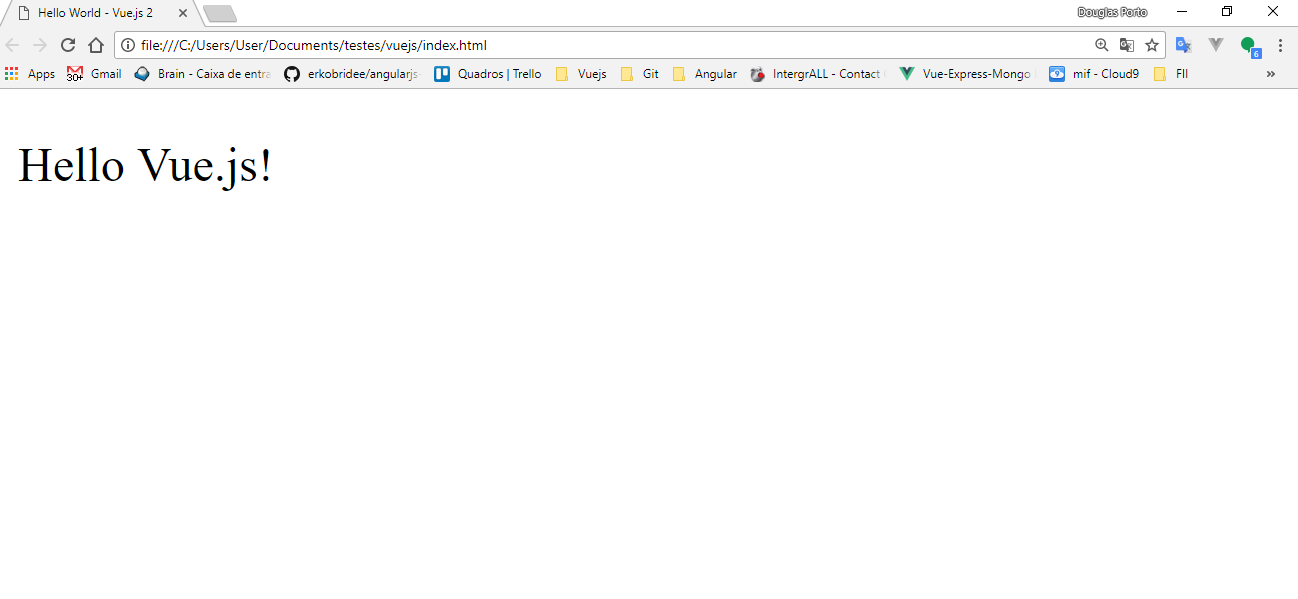 Hello World - Vue.js 2
Douglas Porto
file:///C:/Users/User/Documents/testes/vuejs/index.html
6
Apps 30+ Gmail Brain - Caixa de entra erkobridee/angularjs- Quadros | Trello Vuejs Git Angular IntergrALL - Contact Vue-Express-Mongo mif - Cloud9 FII »
Hello Vue.js!